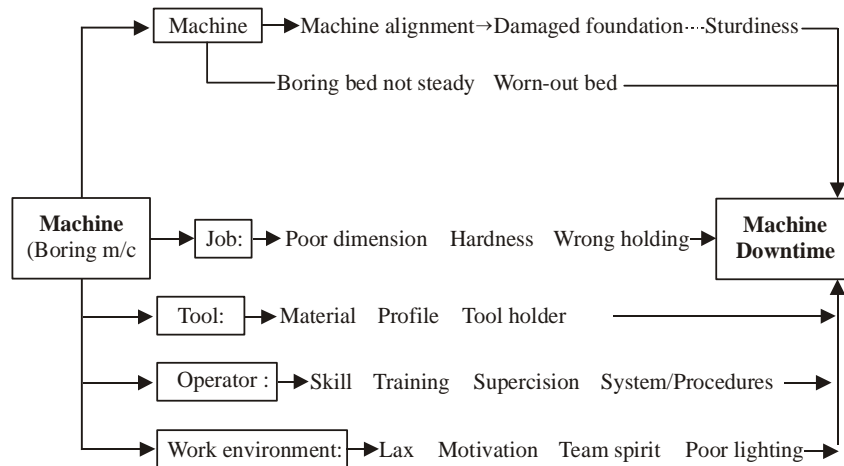 Machine Machine alignment→Damaged foundation····Sturdiness
Boring bed not steady Worn-out bed
Machine
(Boring m/c
Job: Poor dimension Hardness Wrong holding
Machine
Downtime
Tool: Material Profile Tool holder
Operator : Skill Training Supercision System/Procedures
Work environment: Lax Motivation Team spirit Poor lighting